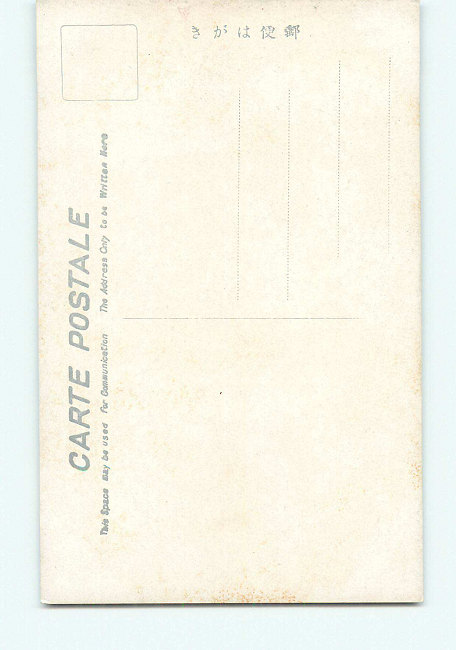 郵便はがき
CARTE POSTALE
This Space may be used for Communication The Address Only to be Written Here